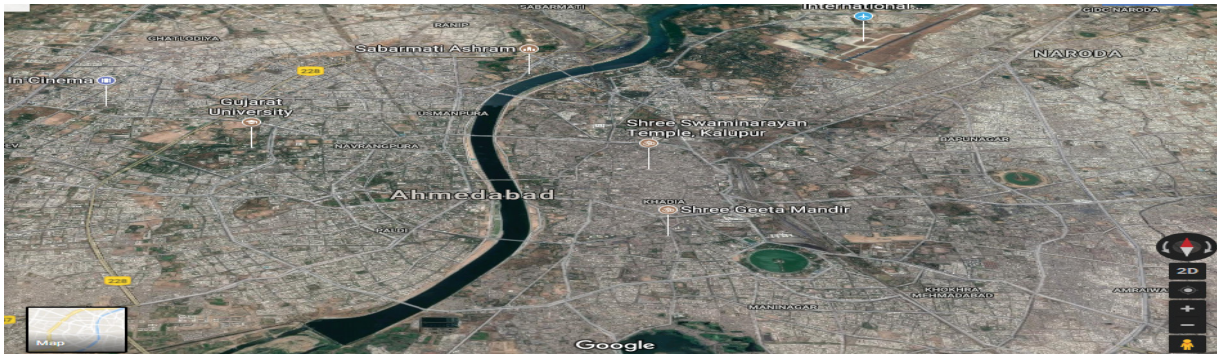 SABARMATI
International...
GIDC NARODA
RANIP
CHATLODIYA
Sabarmati Ashram
NARODA
228
In Cinema
Gujarat
University
USMANPURA
Shree Swaminarayan
Temple, Kalupur
BAPUNAGAR
NAVRANGPURA
DEV
Ahmedabad
KHADIA
Shree Geeta Mandir
PALDI
2D
228
KHOKHRA
MEHMADABAD
AMRAIWA
MANINAGAR
Map
Google